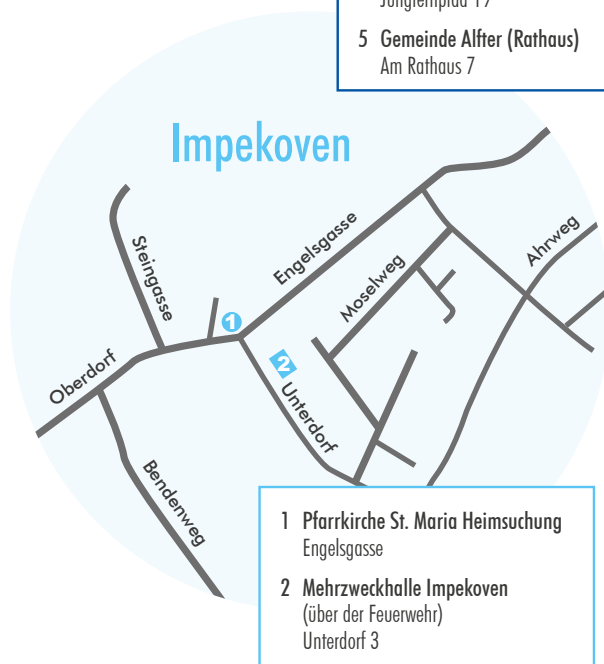 5 Gemeinde Alfter (Rathaus)
Am Rathaus 7
Impekoven
Steingasse
Engelsgasse
Moselweg
Ahrweg
1
2
Oberdorf
Unterdorf
Bendenweg
1 Pfarrkirche St. Maria Heimsuchung
Engelsgasse
2 Mehrzweckhalle Impekoven
(über der Feuerwehr)
Unterdorf 3